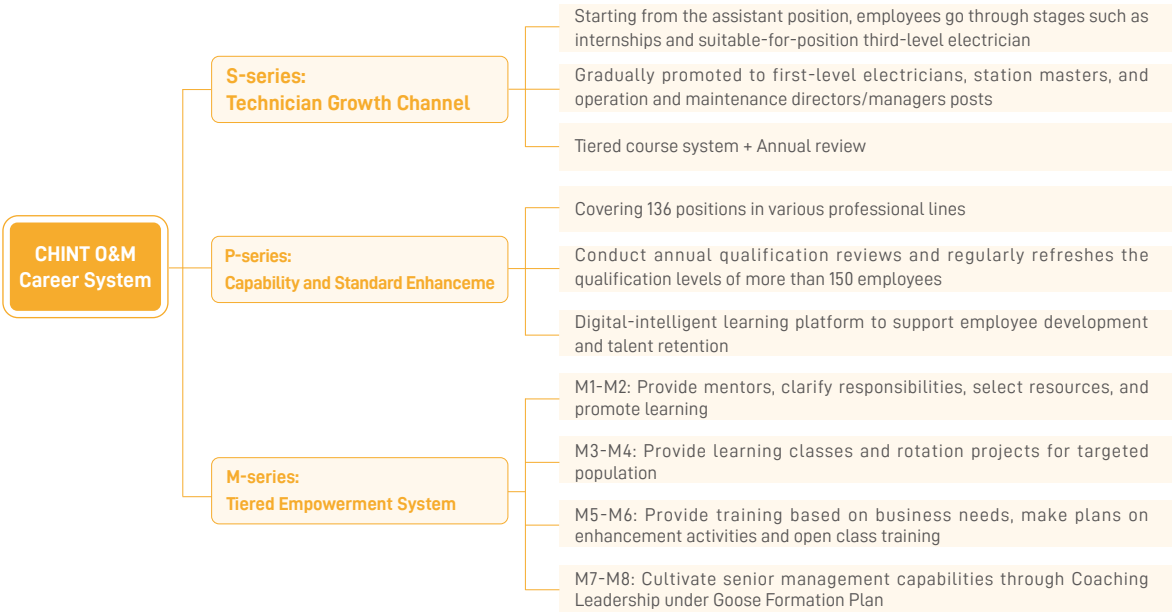 CHINT O&M
Career System
S-series:
Technician Growth Channel
Starting from the assistant position, employees go through stages such as
internships and suitable-for-position third-level electrician
Gradually promoted to first-level electricians, station masters, and
operation and maintenance directors/managers posts
Tiered course system + Annual review
P-series:
Capability and Standard Enhanceme
Covering 136 positions in various professional lines
Conduct annual qualification reviews and regularly refreshes the
qualification levels of more than 150 employees
Digital-intelligent learning platform to support employee development
and talent retention
M-series:
Tiered Empowerment System
M1-M2: Provide mentors, clarify responsibilities, select resources, and
promote learning
M3-M4: Provide learning classes and rotation projects for targeted
population
M5-M6: Provide training based on business needs, make plans on
enhancement activities and open class training
M7-M8: Cultivate senior management capabilities through Coaching
Leadership under Goose Formation Plan